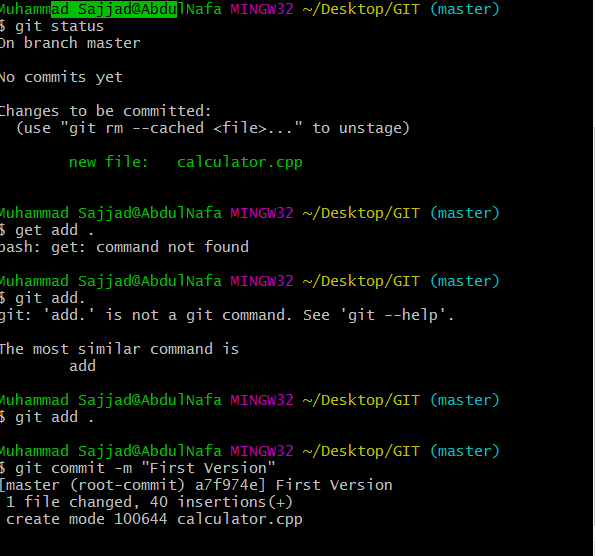 Muhammad Sajjad@AbdulNafa MINGW32 ~/Desktop/GIT (master)
$ git status
On branch master
No commits yet
Changes to be committed:
(use "git rm --cached <file>..." to unstage)
new file: calculator.cpp
Muhammad Sajjad@AbdulNafa MINGW32 ~/Desktop/GIT (master)
$ get add .
bash: get: command not found
Muhammad Sajjad@AbdulNafa MINGW32 ~/Desktop/GIT (master)
$ git add.
git: 'add.' is not a git command. See 'git --help'.
The most similar command is
add
Muhammad Sajjad@AbdulNafa MINGW32 ~/Desktop/GIT (master)
$ git add .
Muhammad Sajjad@AbdulNafa MINGW32 ~/Desktop/GIT (master)
$ git commit -m "First Version"
[master (root-commit) a7f974e] First Version
1 file changed, 40 insertions(+)
create mode 100644 calculator.cpp